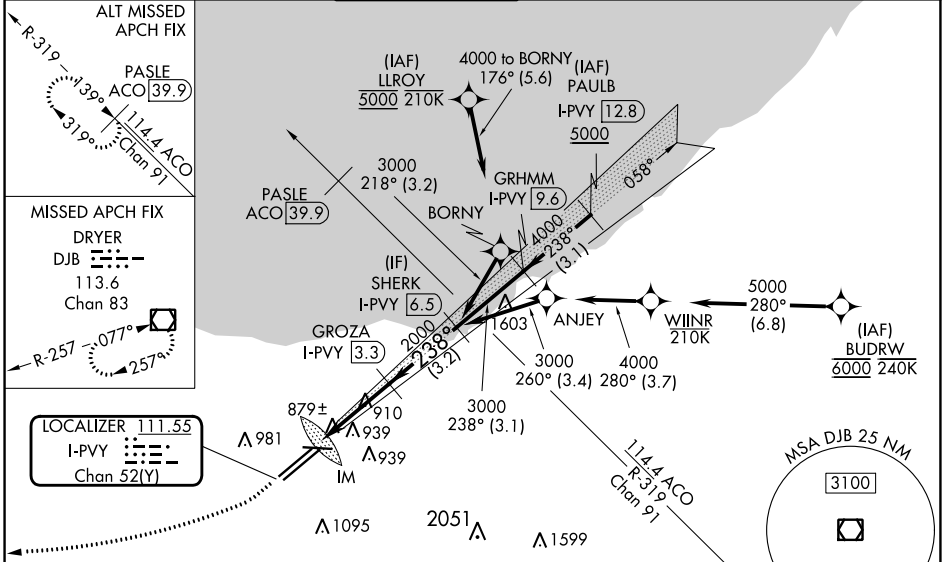 ALT MISSED
APCH FIX
R-319
139°
319°
PASLE
ACO 39.9
114.4 ACO
Chan 91
MISSED APCH FIX
DRYER
DJB
113.6
Chan 83
R-257
077°
257°
LOCALIZER 111.55
I-PVY
Chan 52(Y)
(IAF)
LLROY
5000 210K
4000 to BORNY
176° (5.6)
(IAF)
PAULB
I-PVY 12.8
5000
058°
3000
218° (3.2)
GRHMM
I-PVY 9.6
BORNY
PASLE
ACO 39.9
4000
238°
(3.1)
(IF)
SHERK
I-PVY 6.5
1603
ANJEY
WIINR
210K
5000
280°
(6.8)
(IAF)
BUDRW
6000 240K
GROZA
I-PVY 3.3
2000
238°
(3.2)
3000
260° (3.4)
4000
280° (3.7)
3000
238° (3.1)
879±
910
939
939
981
IM
1095
2051
1599
114.4 ACO
R-319
Chan 91
MSA DJB 25 NM
3100